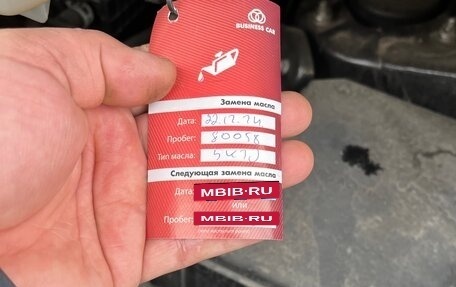 BUSINESS CAR
Замена масла
Дата: 22.12.24
Пробег: 80058
Тип масла:
Следующая замена масла
Дата: MBIB·RU
или
Пробег: MBIB·RU